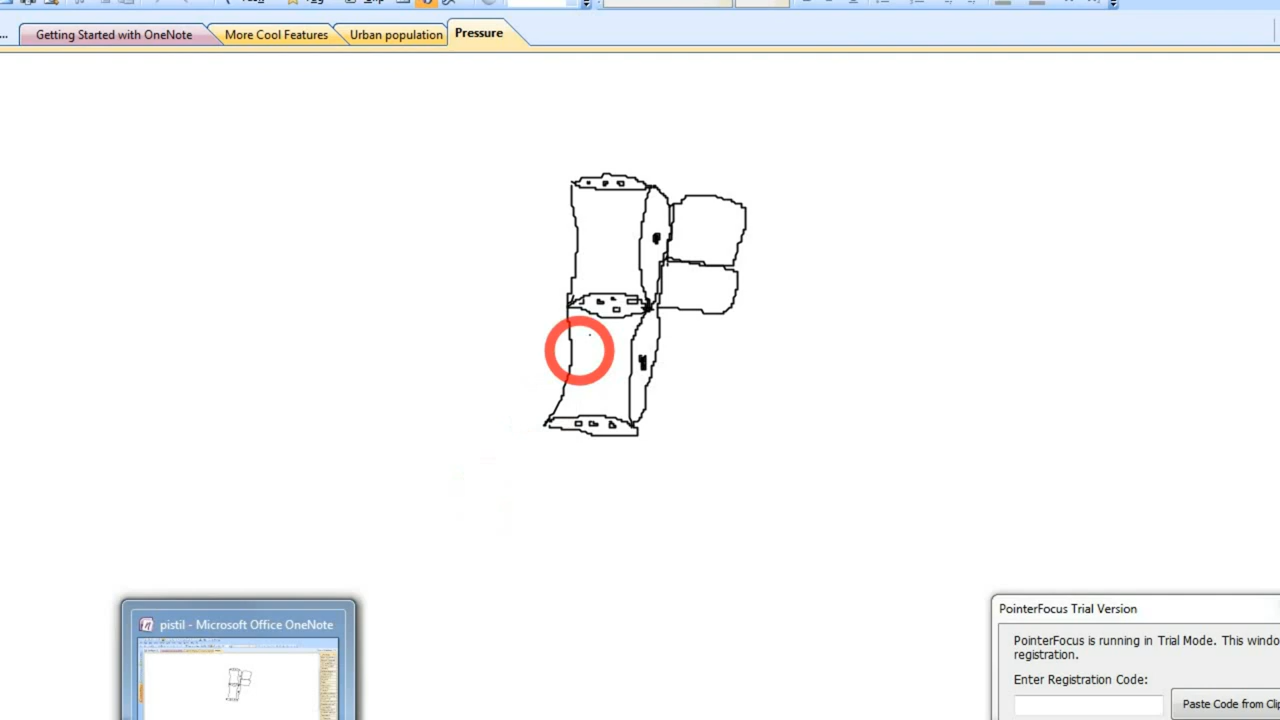 ... Getting Started with OneNote More Cool Features Urban population Pressure
pistil - Microsoft Office OneNote
PointerFocus Trial Version
PointerFocus is running in Trial Mode. This windo
registration.
Enter Registration Code:
Paste Code from Clip